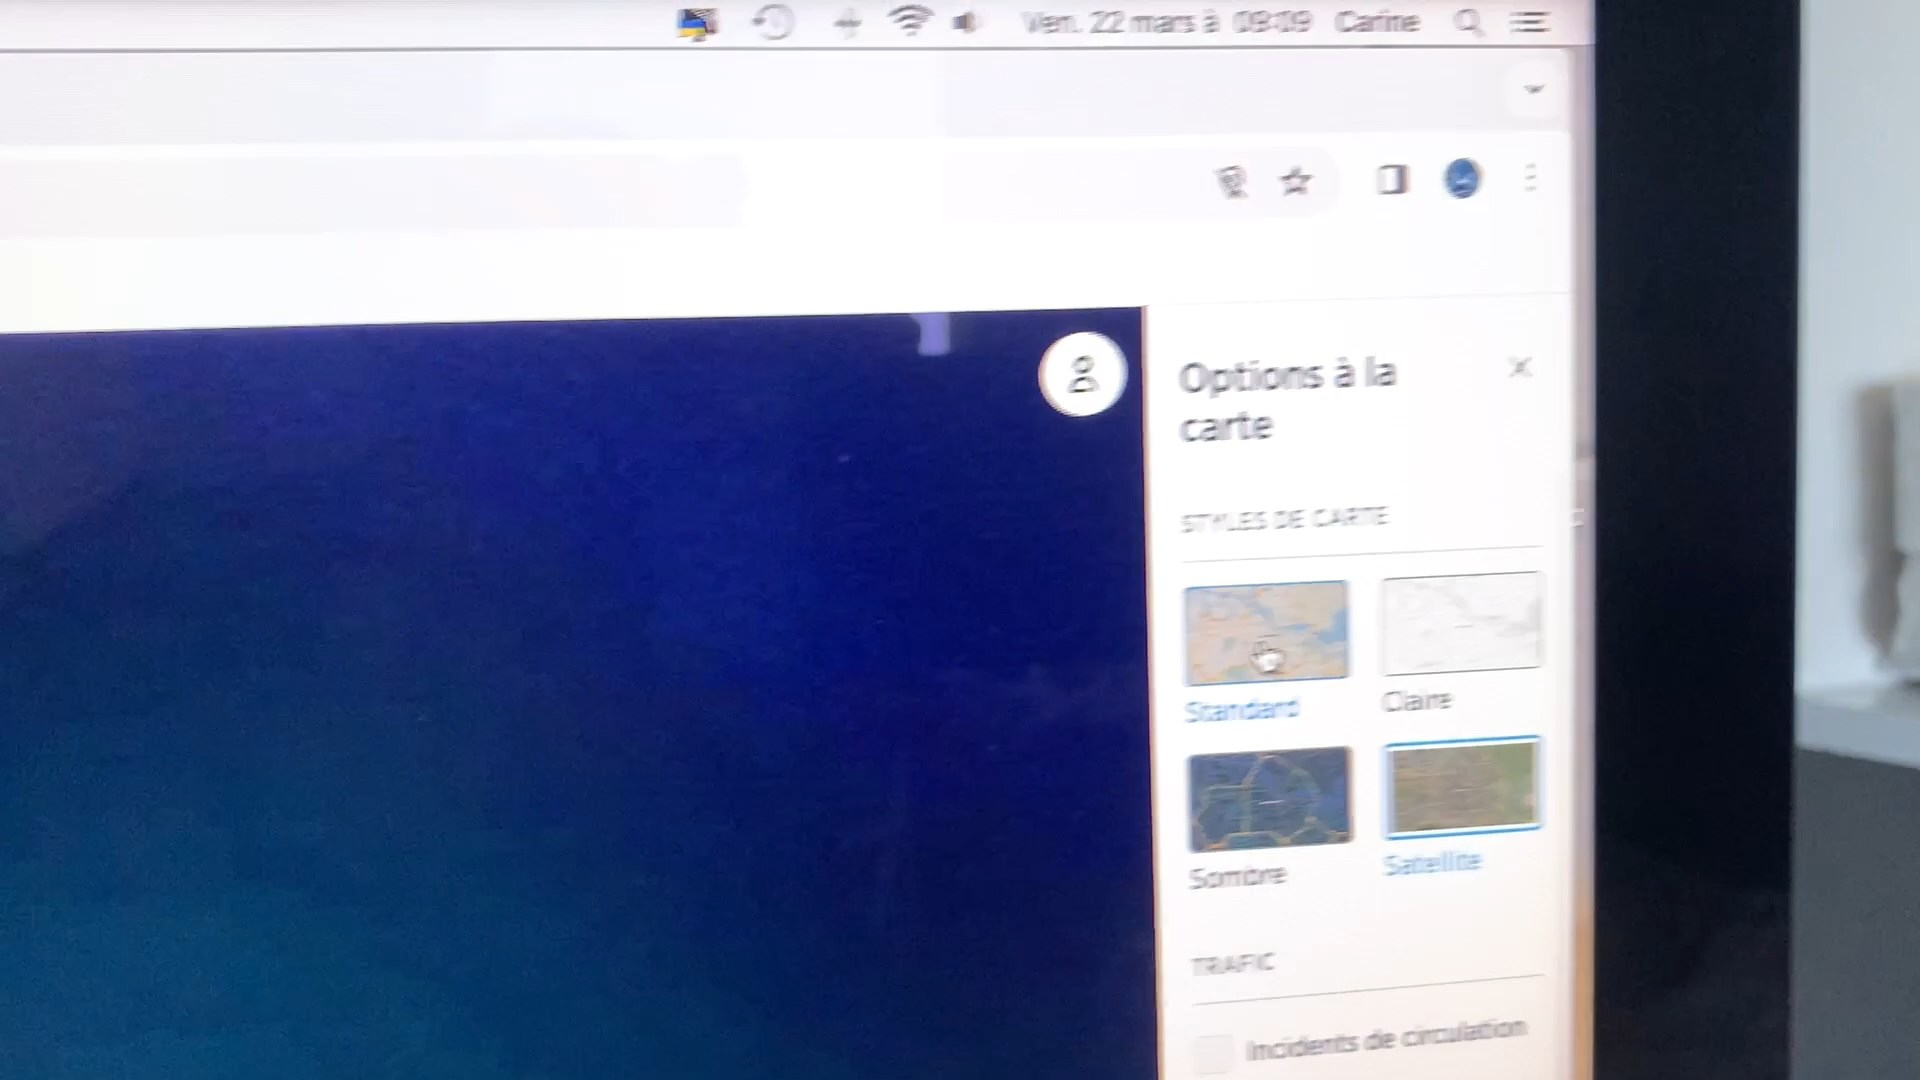 Ven. 22 mars à 09:09 Carine
Options à la
carte
STYLES DE CARTE
Standard
Claire
Sombre
Satellite
TRAFIC
Incidents de circulation